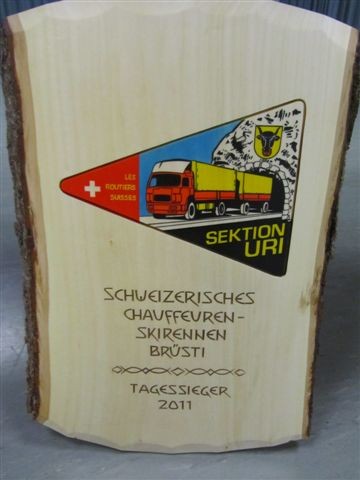 LES
ROUTIERS
SUISSES
SEKTION
URI
SCHWEIZERISCHES
CHAUFFEUREN-
SKIRENNEN
BRÜSTI
TAGESSIEGER
2011